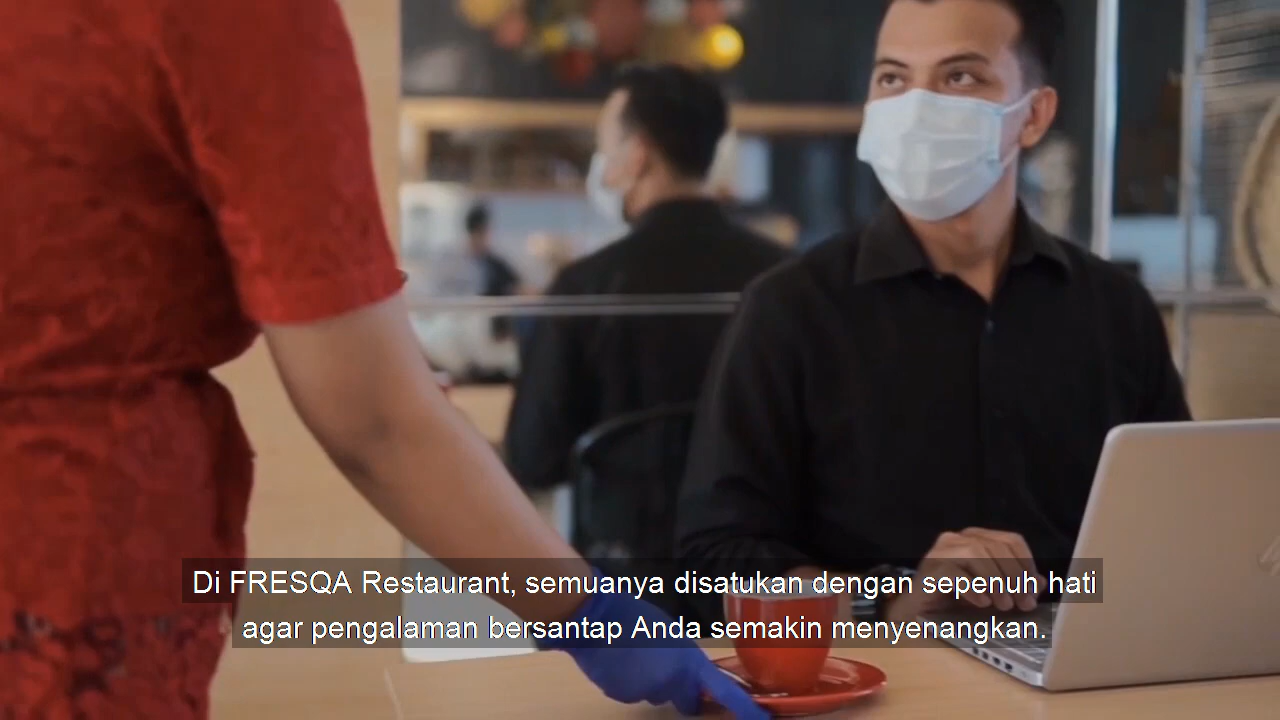 Di FRESQA Restaurant, semuanya disatukan dengan sepenuh hati
agar pengalaman bersantap Anda semakin menyenangkan.